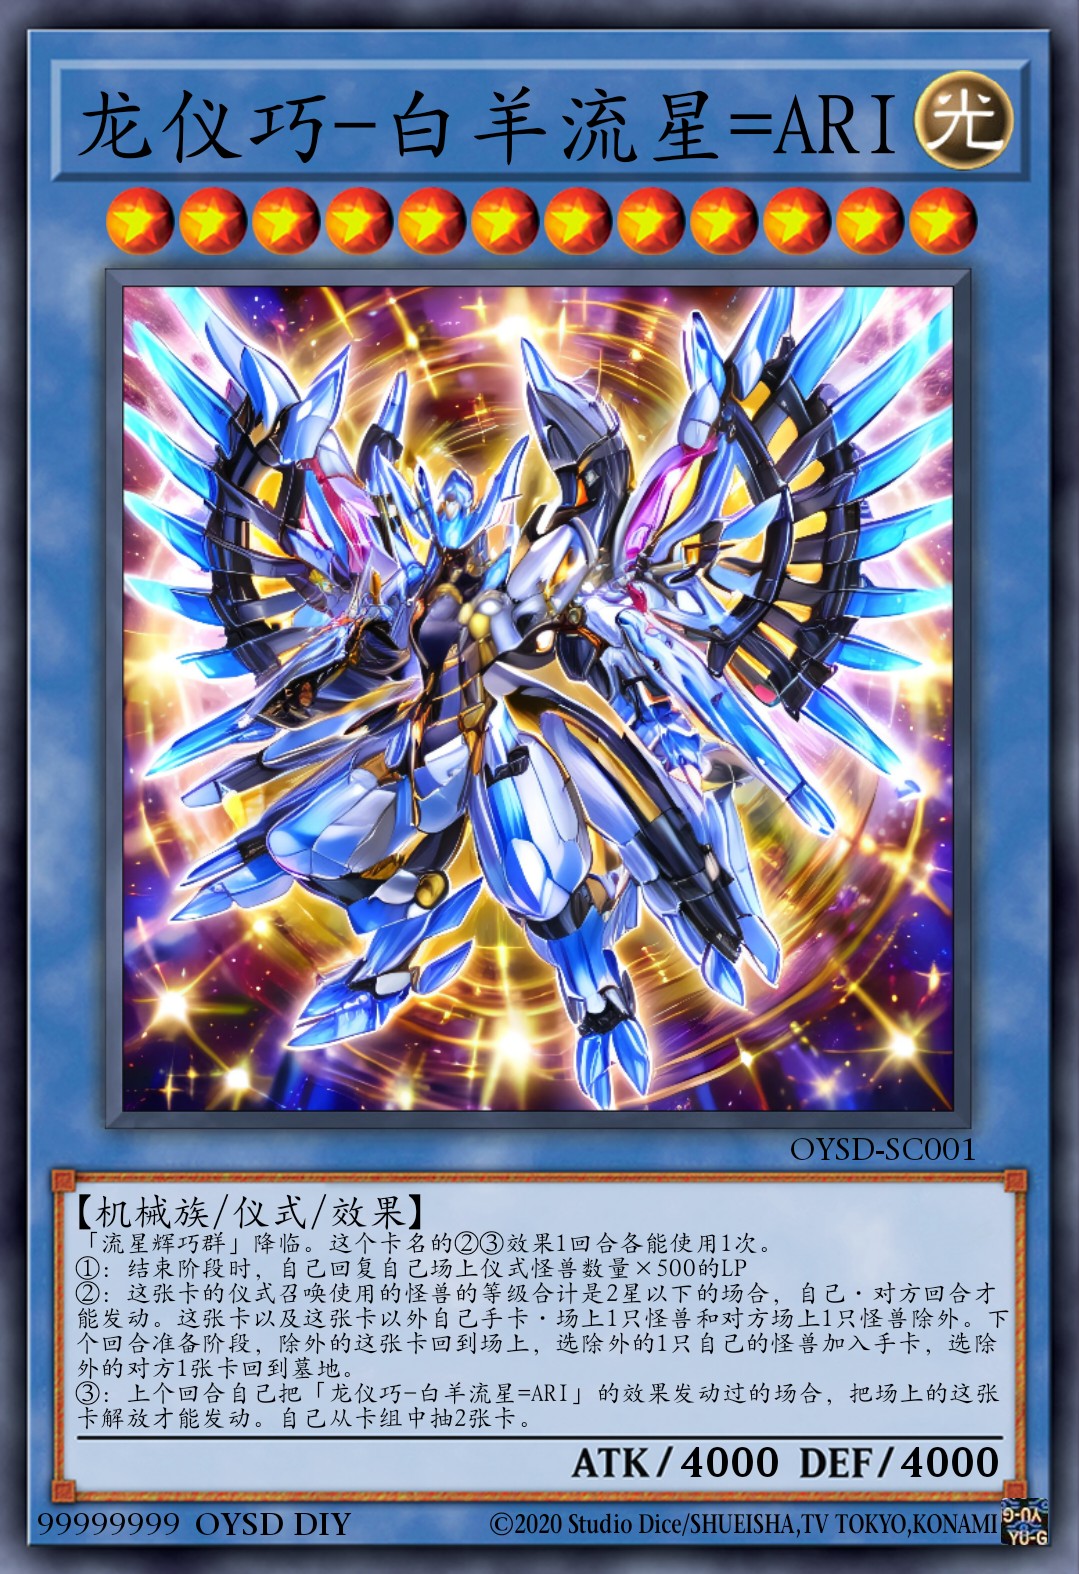 龙仪巧-白羊流星=ARI
光
OYSD-SC001
【机械族/仪式/效果】
「流星辉巧群」降临。这个卡名的②③效果1回合各能使用1次。
①：结束阶段时，自己回复自己场上仪式怪兽数量×500的LP
②：这张卡的仪式召唤使用的怪兽的等级合计是2星以下的场合，自己·对方回合才
能发动。这张卡以及这张卡以外自己手卡·场上1只怪兽和对方场上1只怪兽除外。下
个回合准备阶段，除外的这张卡回到场上，选除外的1只自己的怪兽加入手卡，选除
外的对方1张卡回到墓地。
③：上个回合自己把「龙仪巧-白羊流星=ARI」的效果发动过的场合，把场上的这张
卡解放才能发动。自己从卡组中抽2张卡。
ATK/4000 DEF/4000
99999999 OYSD DIY ©2020 Studio Dice/SHUEISHA,TV TOKYO,KONAMI
YU-G
YU-G